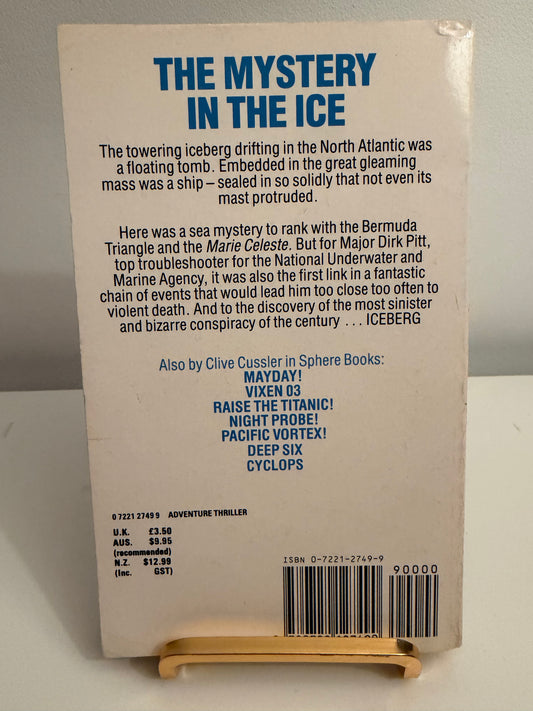 THE MYSTERY
IN THE ICE
The towering iceberg drifting in the North Atlantic was
a floating tomb. Embedded in the great gleaming
mass was a ship – sealed in so solidly that not even its
mast protruded.
Here was a sea mystery to rank with the Bermuda
Triangle and the Marie Celeste. But for Major Dirk Pitt,
top troubleshooter for the National Underwater and
Marine Agency, it was also the first link in a fantastic
chain of events that would lead him too close too often to
violent death. And to the discovery of the most sinister
and bizarre conspiracy of the century ... ICEBERG
Also by Clive Cussler in Sphere Books:
MAYDAY!
VIXEN 03
RAISE THE TITANIC!
NIGHT PROBE!
PACIFIC VORTEX!
DEEP SIX
CYCLOPS
0 7221 2749 9 ADVENTURE THRILLER
U.K. £3.50
AUS. $9.95
(recommended)
N.Z. $12.99
(inc. GST)
ISBN 0-7221-2749-9
90000